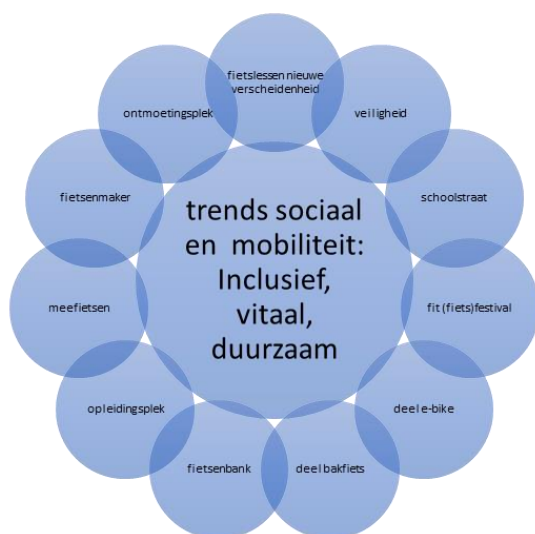 fietslessen nieuwe
verscheidenheid
veiligheid
schoolstraat
fit (fiets)festival
deel e-bike
deel bakfiets
fietsenbank
opleidingsplek
meefietsen
fietsenmaker
ontmoetingsplek
trends sociaal
en mobiliteit:
Inclusief,
vitaal,
duurzaam